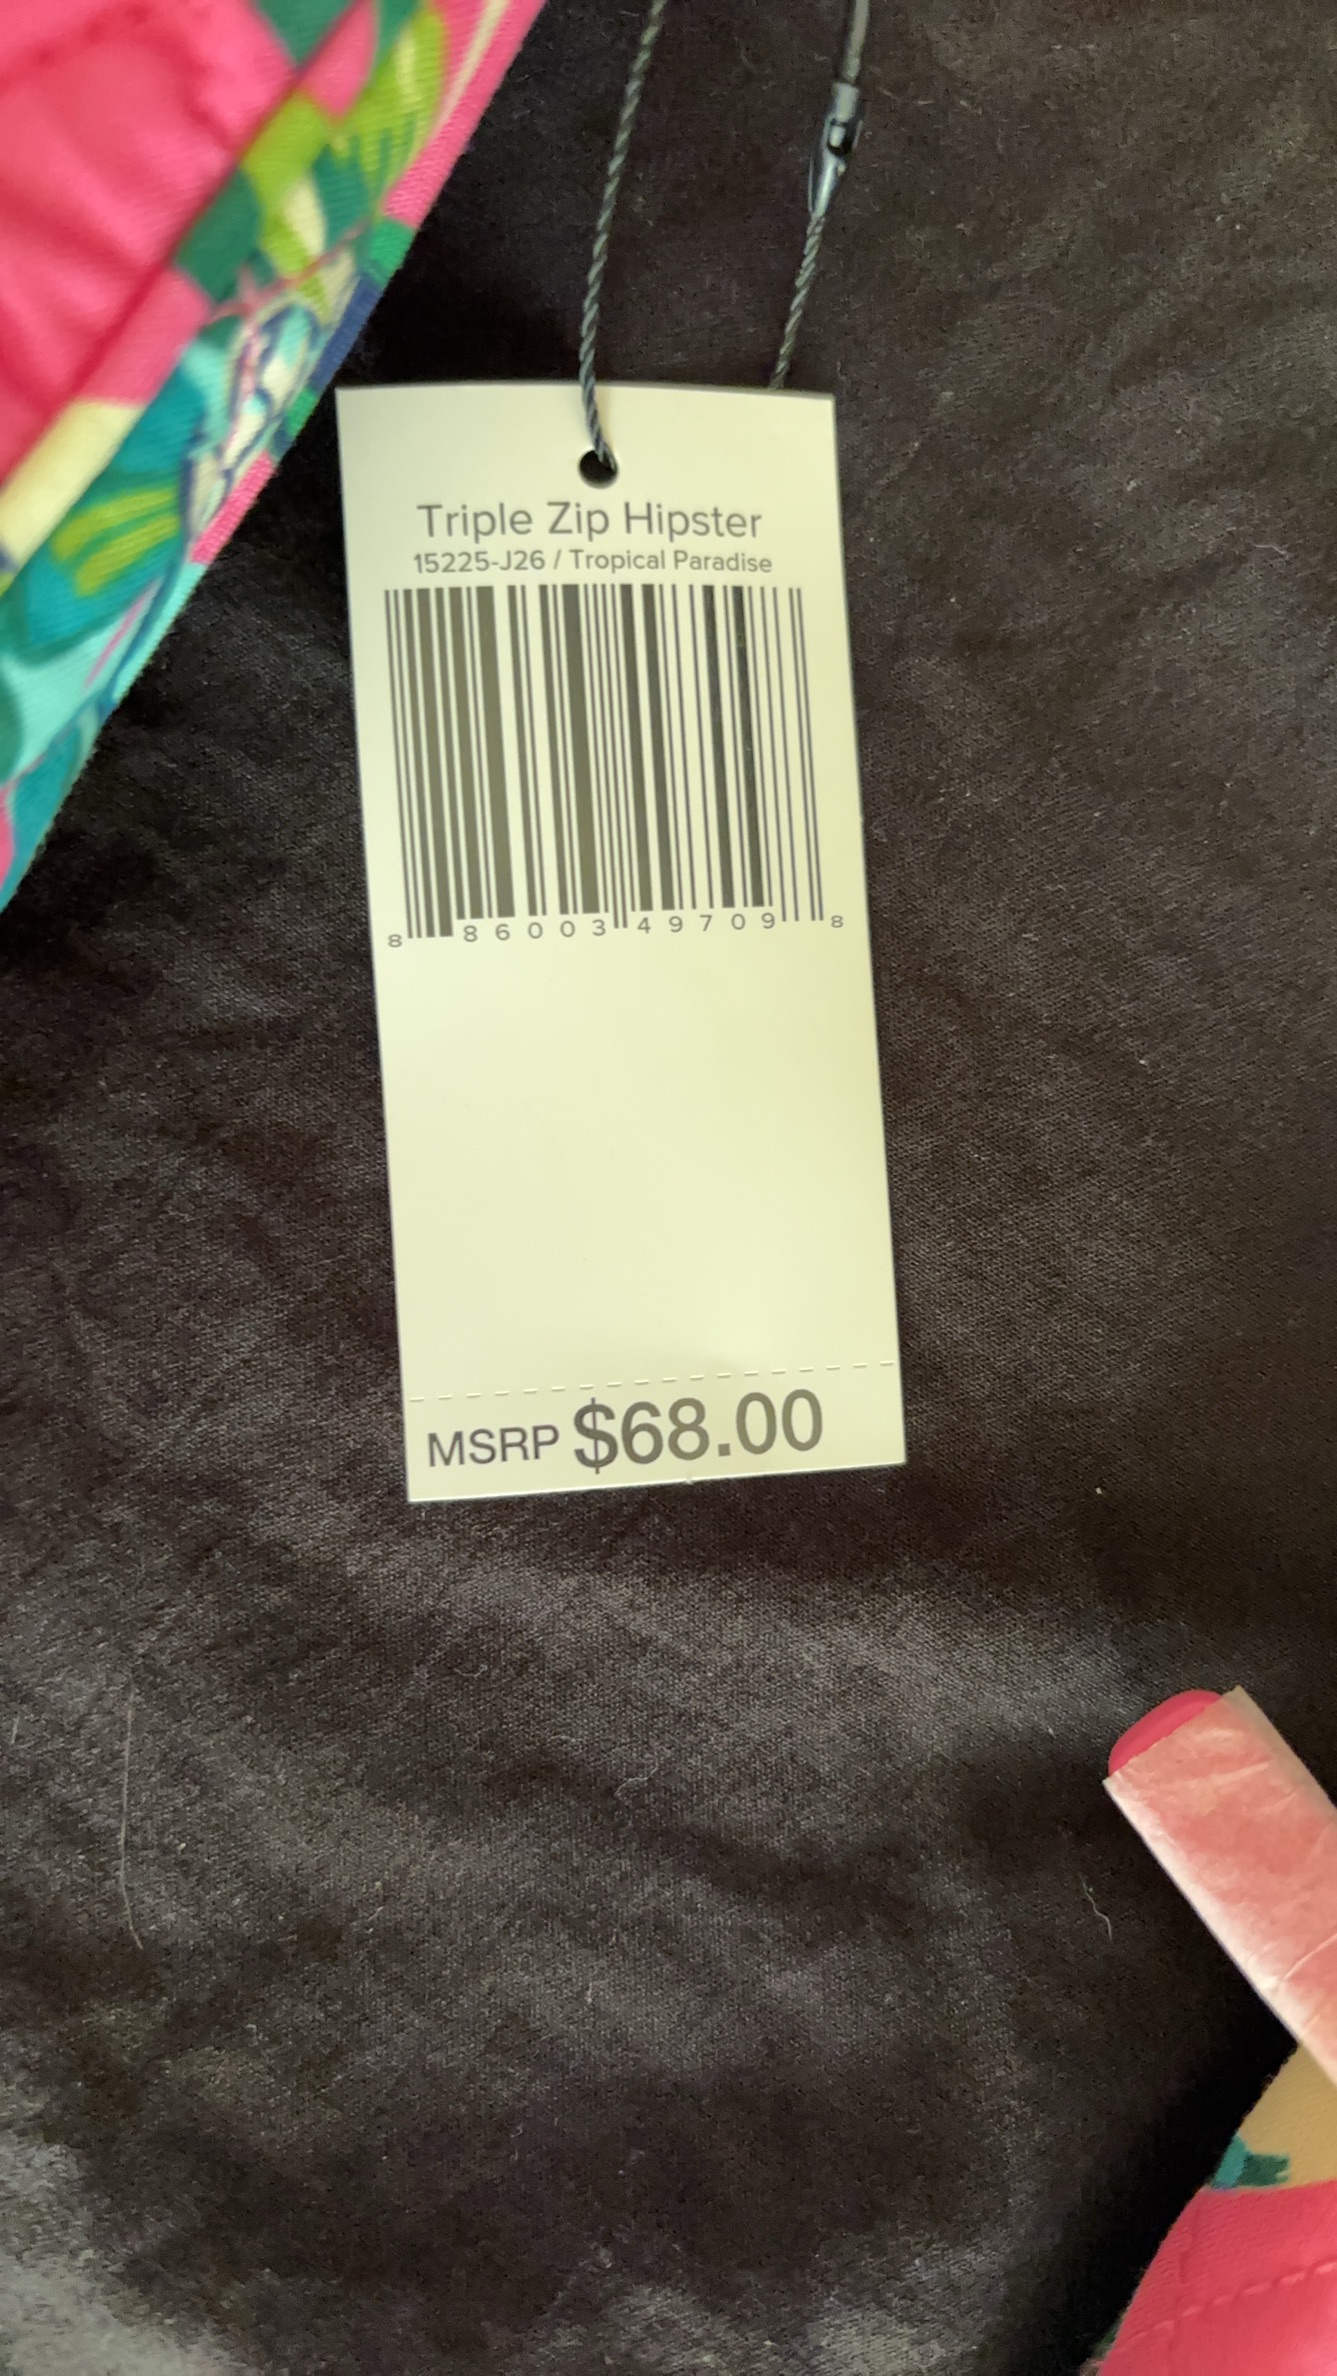 Triple Zip Hipster
15225-J26 / Tropical Paradise
8 86003 49709 8
MSRP $68.00